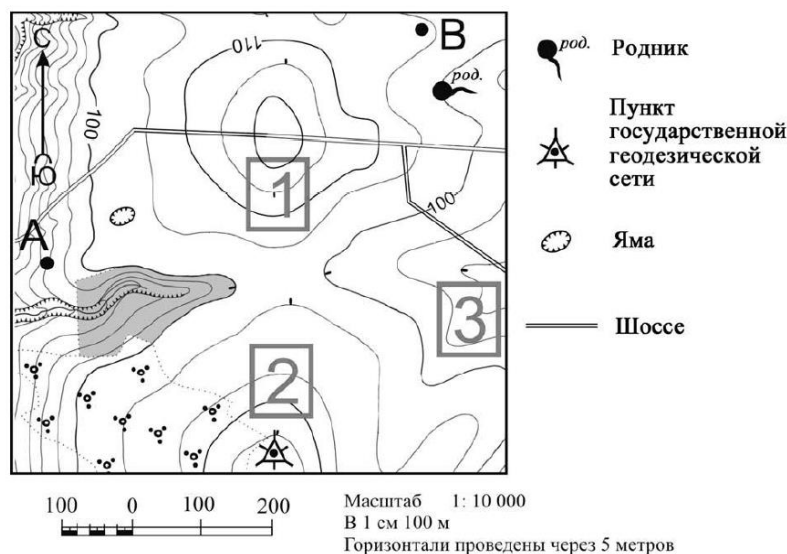 С
110
В
род.
100
1
100
Ю
А
3
2
род.
Родник
Пункт
государственной
геодезической
сети
Яма
Шоссе
100 0 100 200
Масштаб 1: 10 000
В 1 см 100 м
Горизонтали проведены через 5 метров